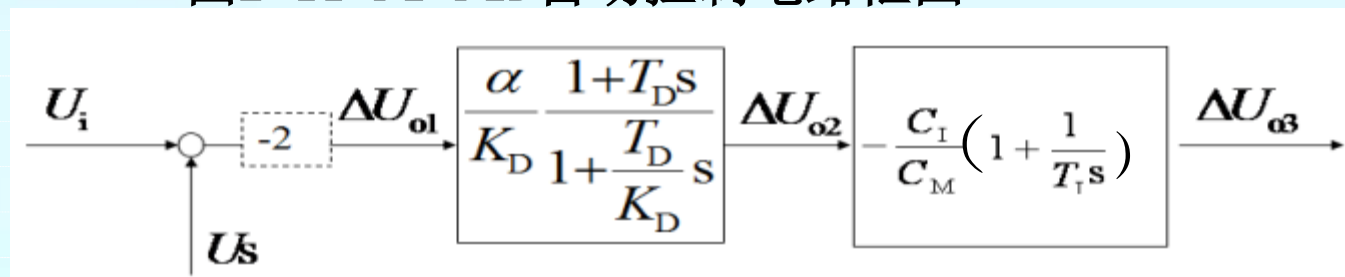 U_i
Us
-2
ΔU_o1
α/K_D (1+T_D s)/(1+(T_D/K_D) s)
ΔU_o2
-C_I/C_M (1+1/(T_I s))
ΔU_o3